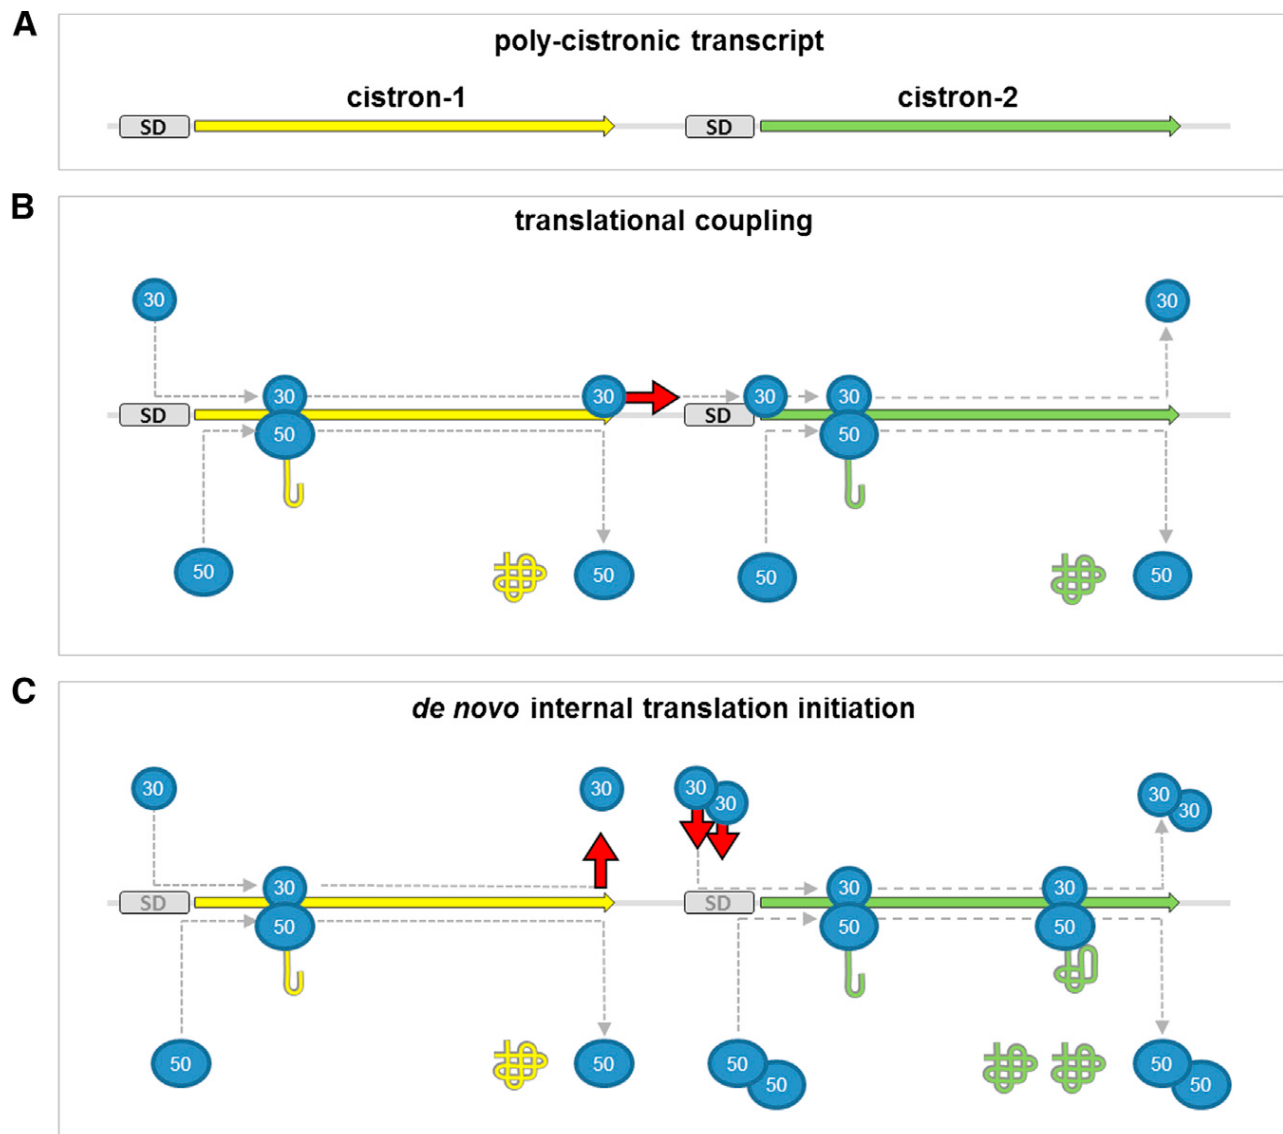 A
poly-cistronic transcript
cistron-1 cistron-2
SD SD
B
translational coupling
30 30
30 30 30 30
SD SD
50 50
50 50 50 50
C
de novo internal translation initiation
30 30 30 30 30 30
30 30 30
SD SD
50 50 50
50 50 50 50 50 50